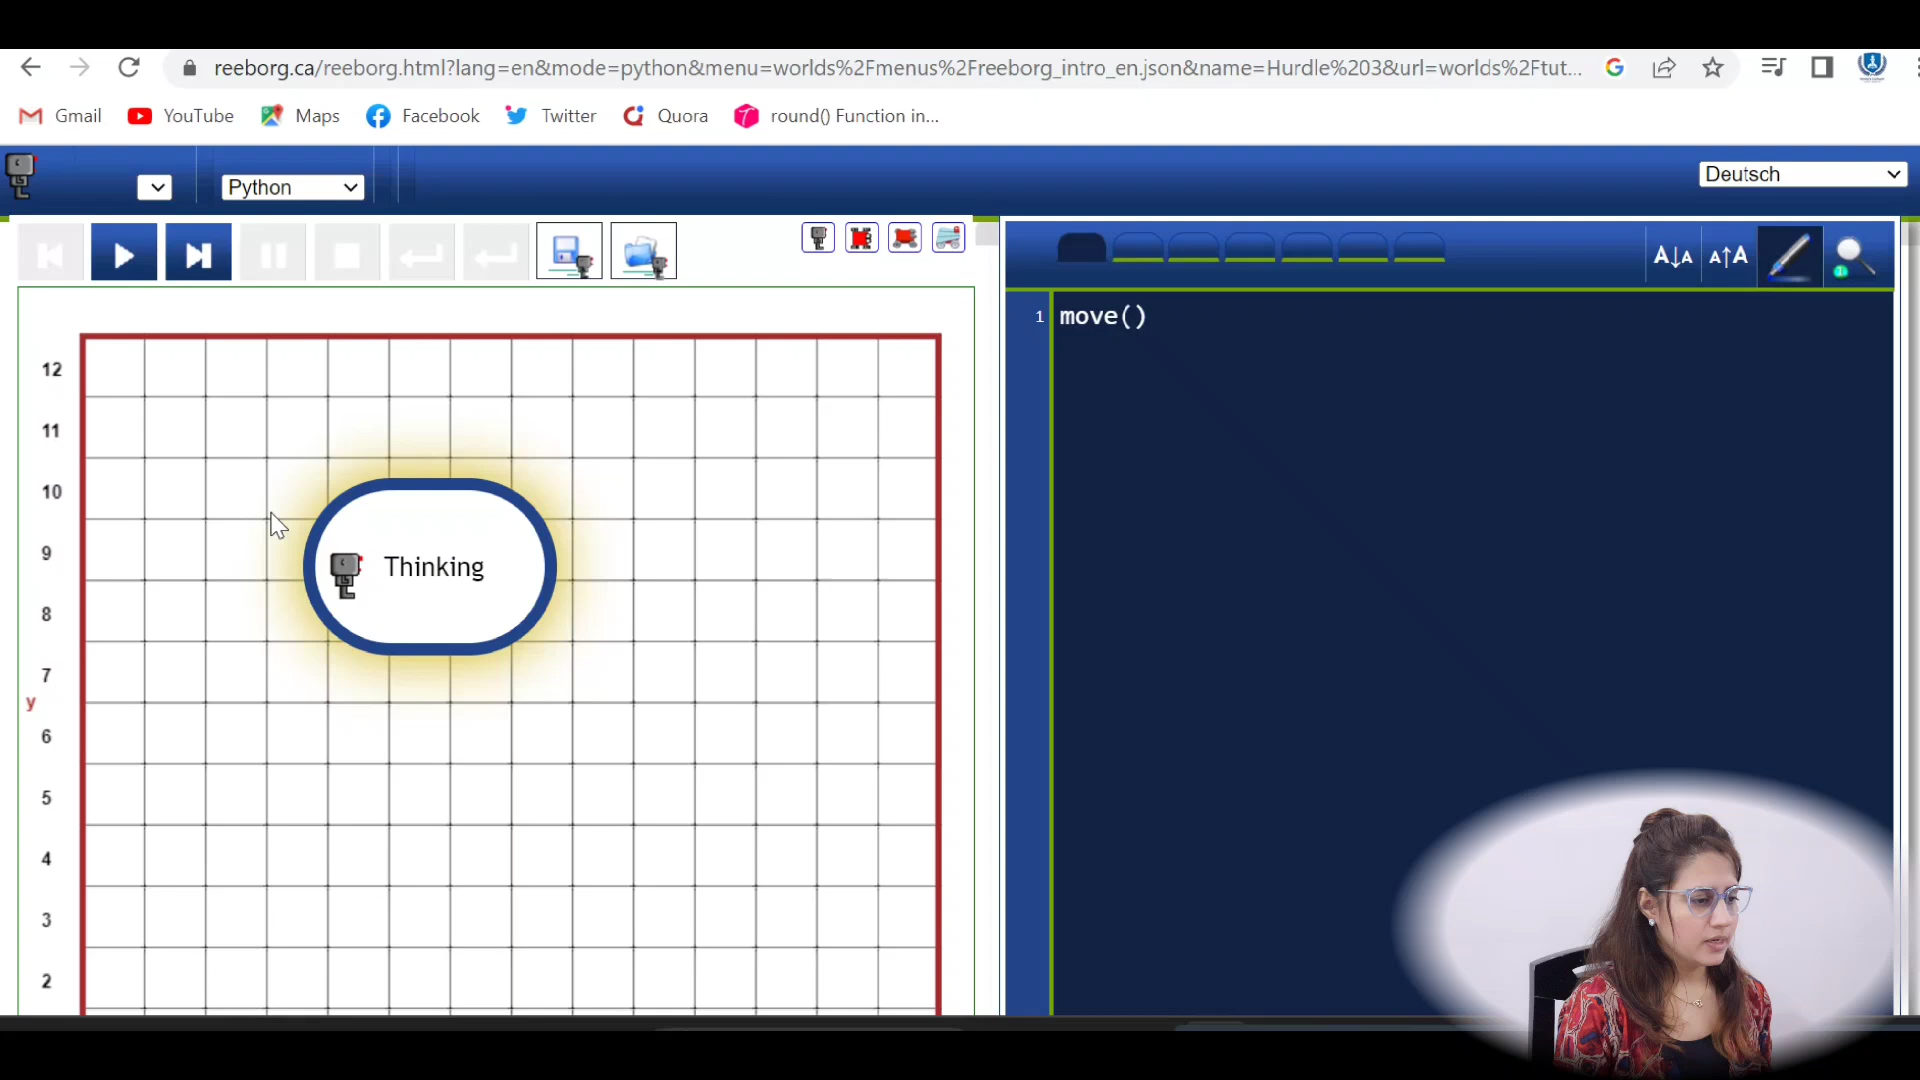 reeborg.ca/reeborg.html?lang=en&mode=python&menu=worlds%2Fmenus%2Freeborg_intro_en.json&name=Hurdle%203&url=worlds%2Ftut...
Gmail YouTube Maps Facebook Twitter Quora round() Function in...
Python
Deutsch
A↓A A↑A
1 move()
12
11
10
9
Thinking
8
7
y
6
5
4
3
2